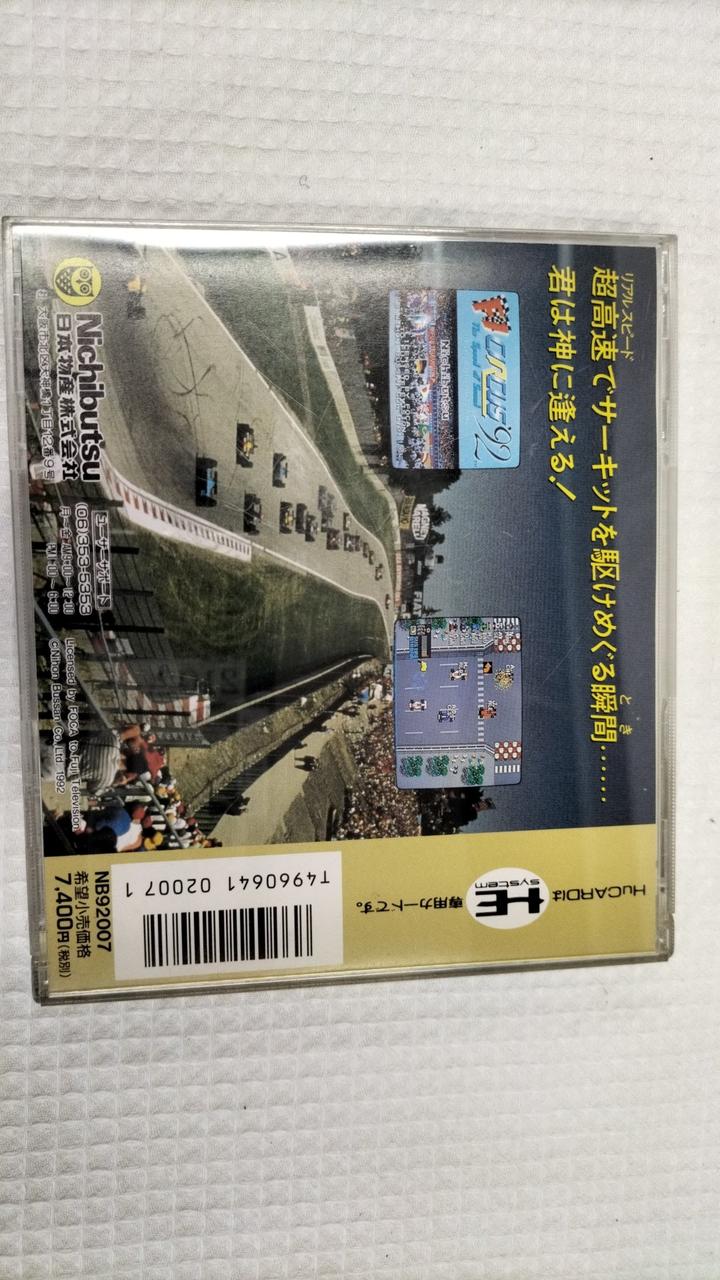 リアルスピード
超高速でサーキットを駆けめぐる瞬間……
とき
君は神に逢える!
CIRCUS'92
Nichibutsu
Nichibutsu
日本物産株式会社
ユーザーサポート
(06)353-5353
Licensed by FOCA to Fuji Television
©Nihon Bussan Co.,Ltd. 1992
HuCARDは
HE
system
専用カードです。
T4960641 02007 1
NB92007
希望小売価格
7,400円(税別)